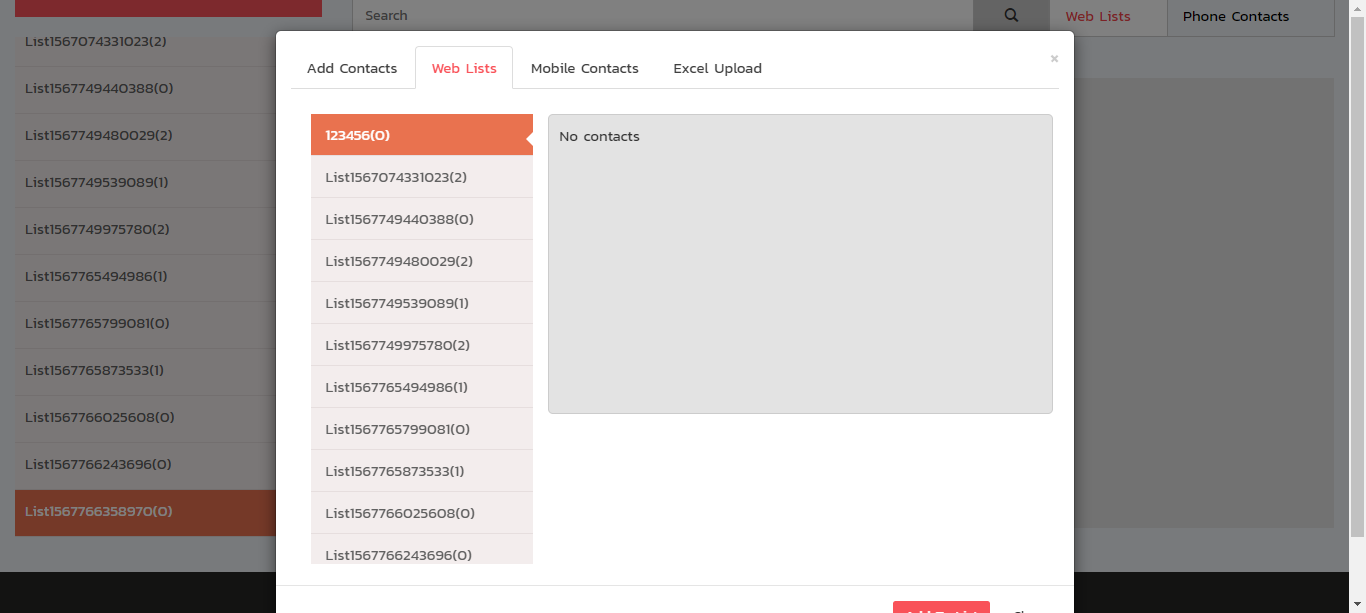 Search
Web Lists
Phone Contacts
List1567074331023(2)
List1567749440388(0)
List1567749480029(2)
List1567749539089(1)
List1567749975780(2)
List1567765494986(1)
List1567765799081(0)
List1567765873533(1)
List1567766025608(0)
List1567766243696(0)
List1567766358970(0)
Add Contacts
Web Lists
Mobile Contacts
Excel Upload
×
123456(0)
List1567074331023(2)
List1567749440388(0)
List1567749480029(2)
List1567749539089(1)
List1567749975780(2)
List1567765494986(1)
List1567765799081(0)
List1567765873533(1)
List1567766025608(0)
List1567766243696(0)
No contacts
Add To List